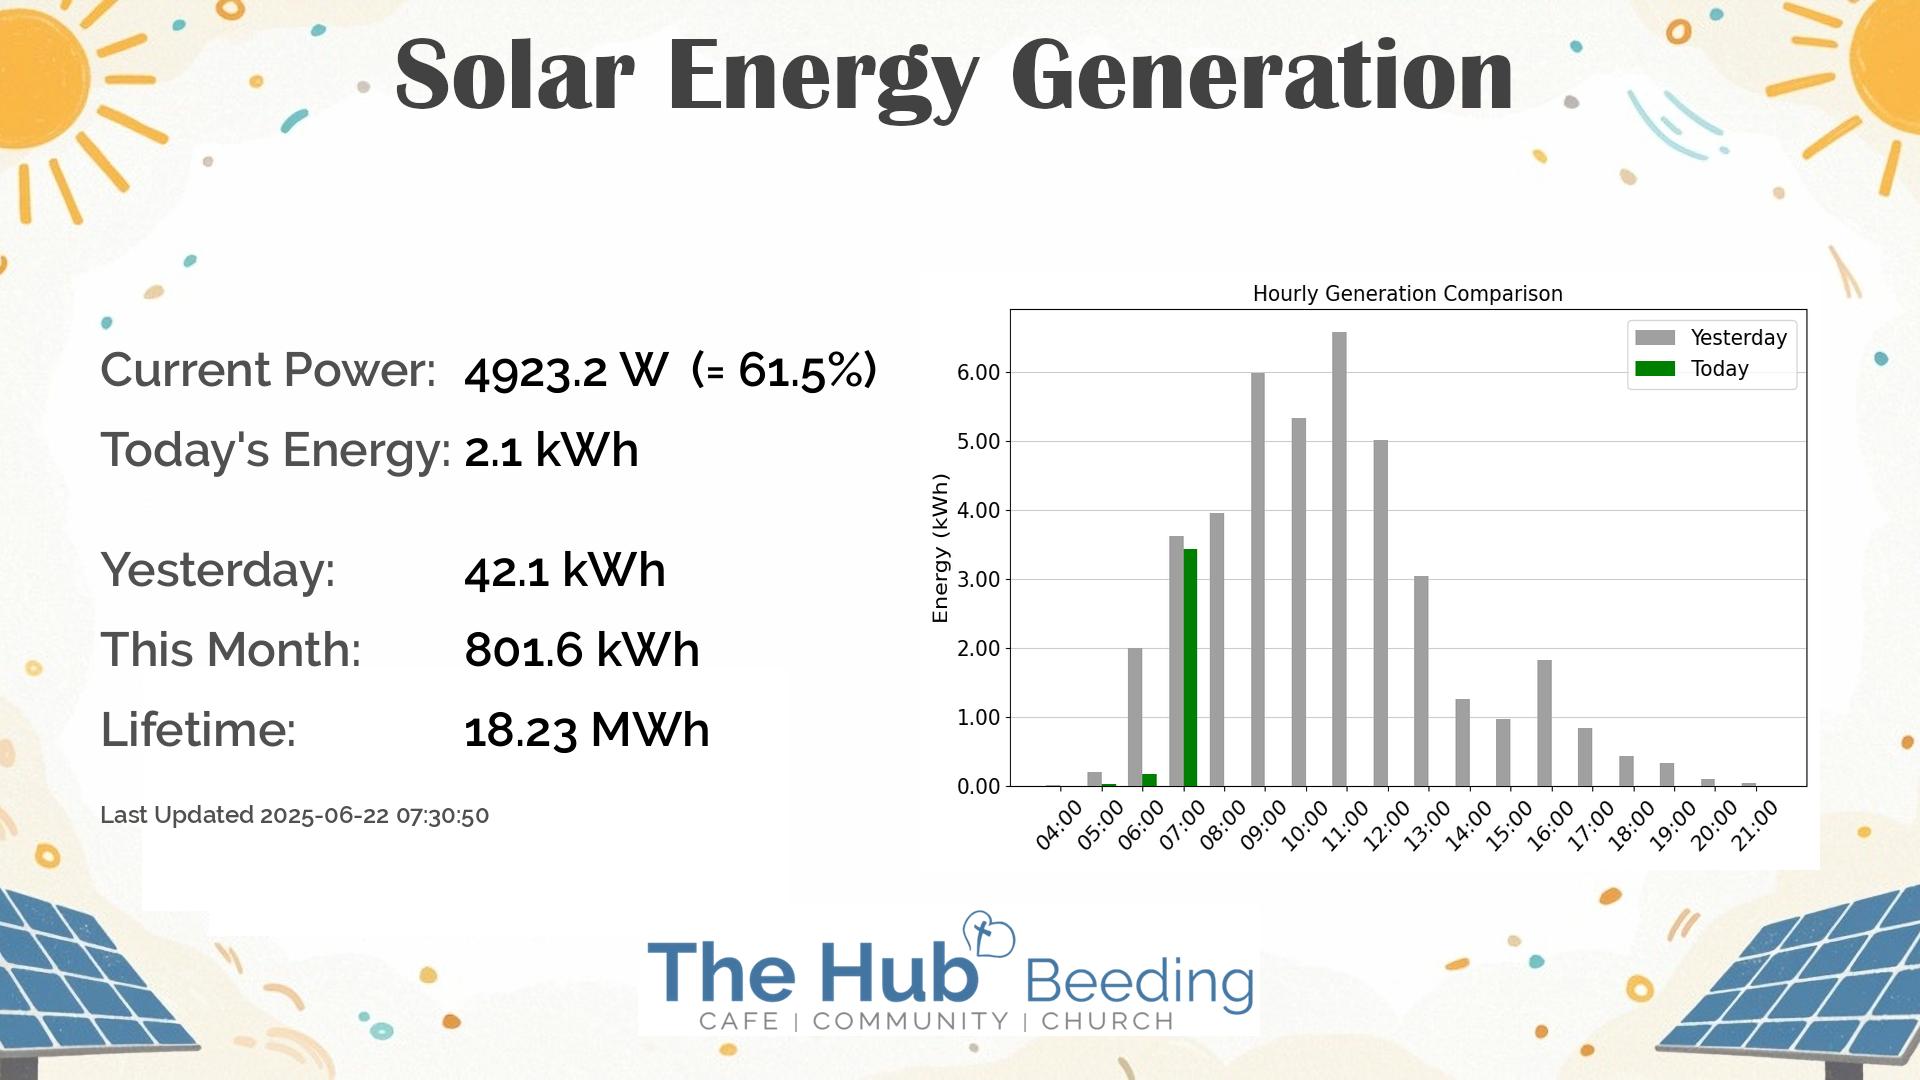 Solar Energy Generation
Current Power: 4923.2 W (= 61.5%)
Today's Energy: 2.1 kWh
Yesterday: 42.1 kWh
This Month: 801.6 kWh
Lifetime: 18.23 MWh
Last Updated 2025-06-22 07:30:50
Hourly Generation Comparison
Yesterday
Today
Energy (kWh)
6.00
5.00
4.00
3.00
2.00
1.00
0.00
04:00 05:00 06:00 07:00 08:00 09:00 10:00 11:00 12:00 13:00 14:00 15:00 16:00 17:00 18:00 19:00 20:00 21:00
The Hub Beeding
CAFE | COMMUNITY | CHURCH